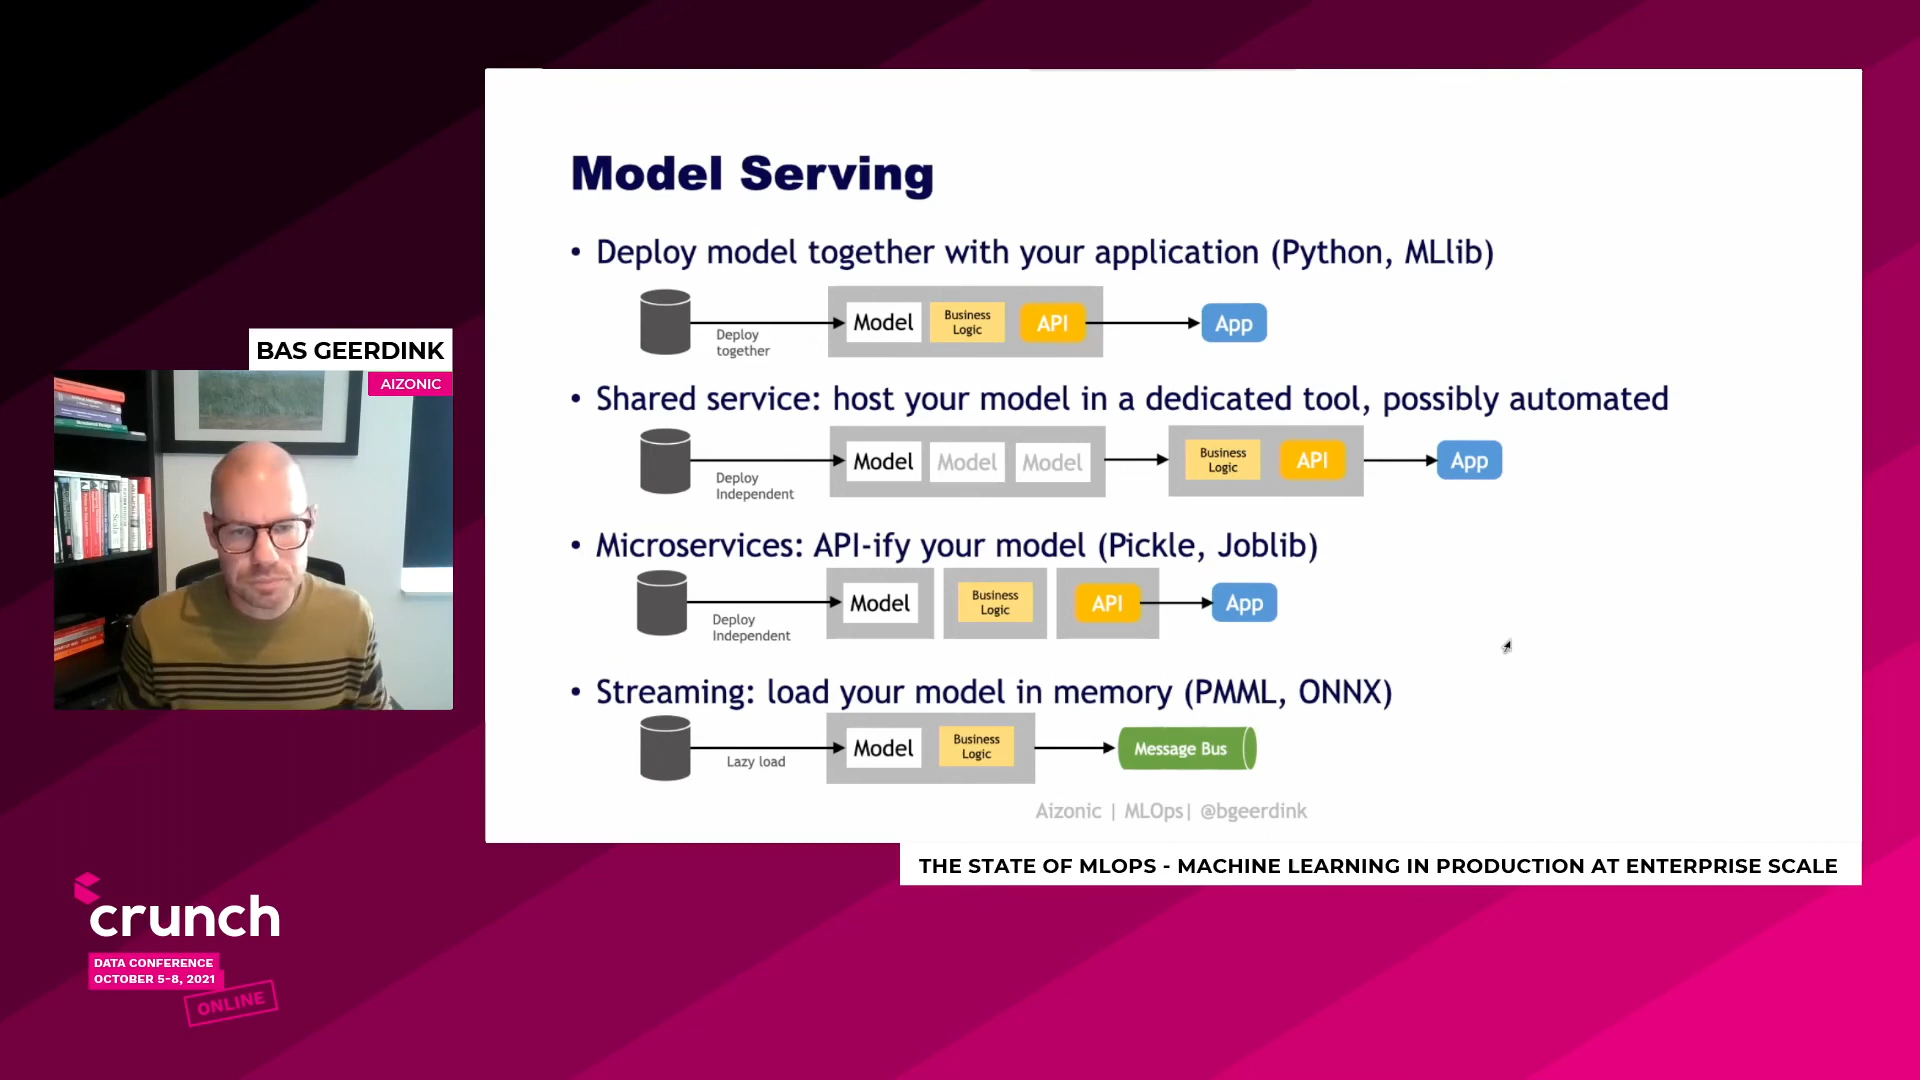 Model Serving
• Deploy model together with your application (Python, MLlib)
Deploy
together
Model
Business
Logic
API
App
• Shared service: host your model in a dedicated tool, possibly automated
Deploy
Independent
Model
Model
Model
Business
Logic
API
App
• Microservices: API-ify your model (Pickle, Joblib)
Deploy
Independent
Model
Business
Logic
API
App
• Streaming: load your model in memory (PMML, ONNX)
Lazy load
Model
Business
Logic
Message Bus
Aizonic | MLOps| @bgeerdink
BAS GEERDINK
AIZONIC
THE STATE OF MLOPS - MACHINE LEARNING IN PRODUCTION AT ENTERPRISE SCALE
crunch
DATA CONFERENCE
OCTOBER 5-8, 2021
ONLINE